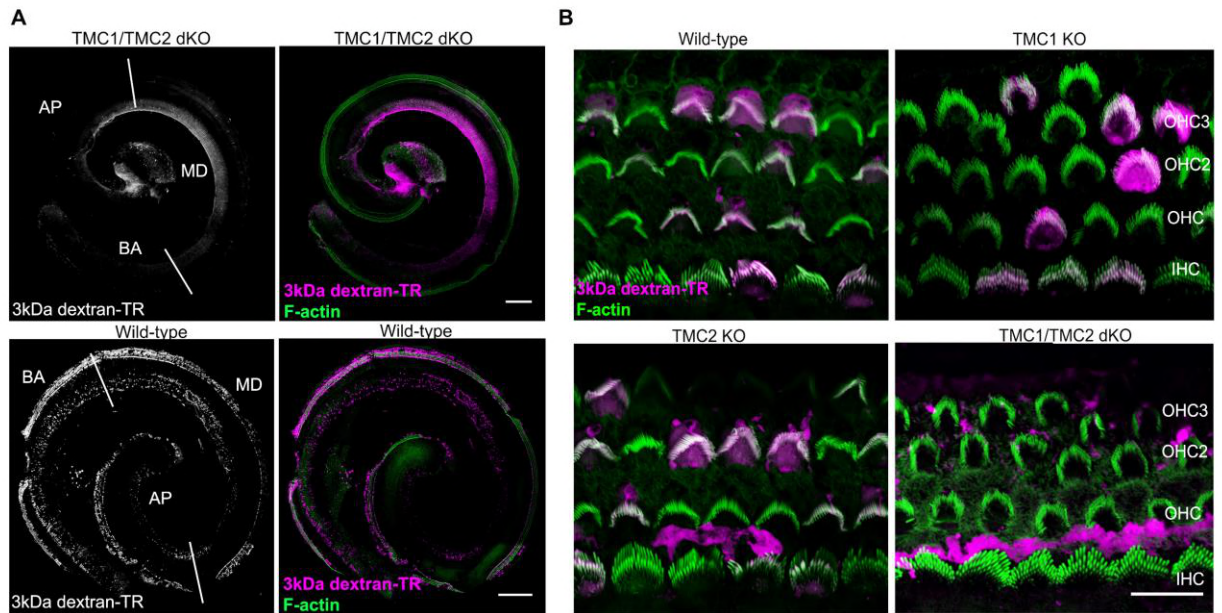 A
TMC1/TMC2 dKO
TMC1/TMC2 dKO
AP
MD
BA
3kDa dextran-TR
3kDa dextran-TR
F-actin
Wild-type
Wild-type
BA
MD
AP
3kDa dextran-TR
3kDa dextran-TR
F-actin
B
Wild-type
TMC1 KO
OHC3
OHC2
OHC
IHC
3kDa dextran-TR
F-actin
TMC2 KO
TMC1/TMC2 dKO
OHC3
OHC2
OHC
IHC